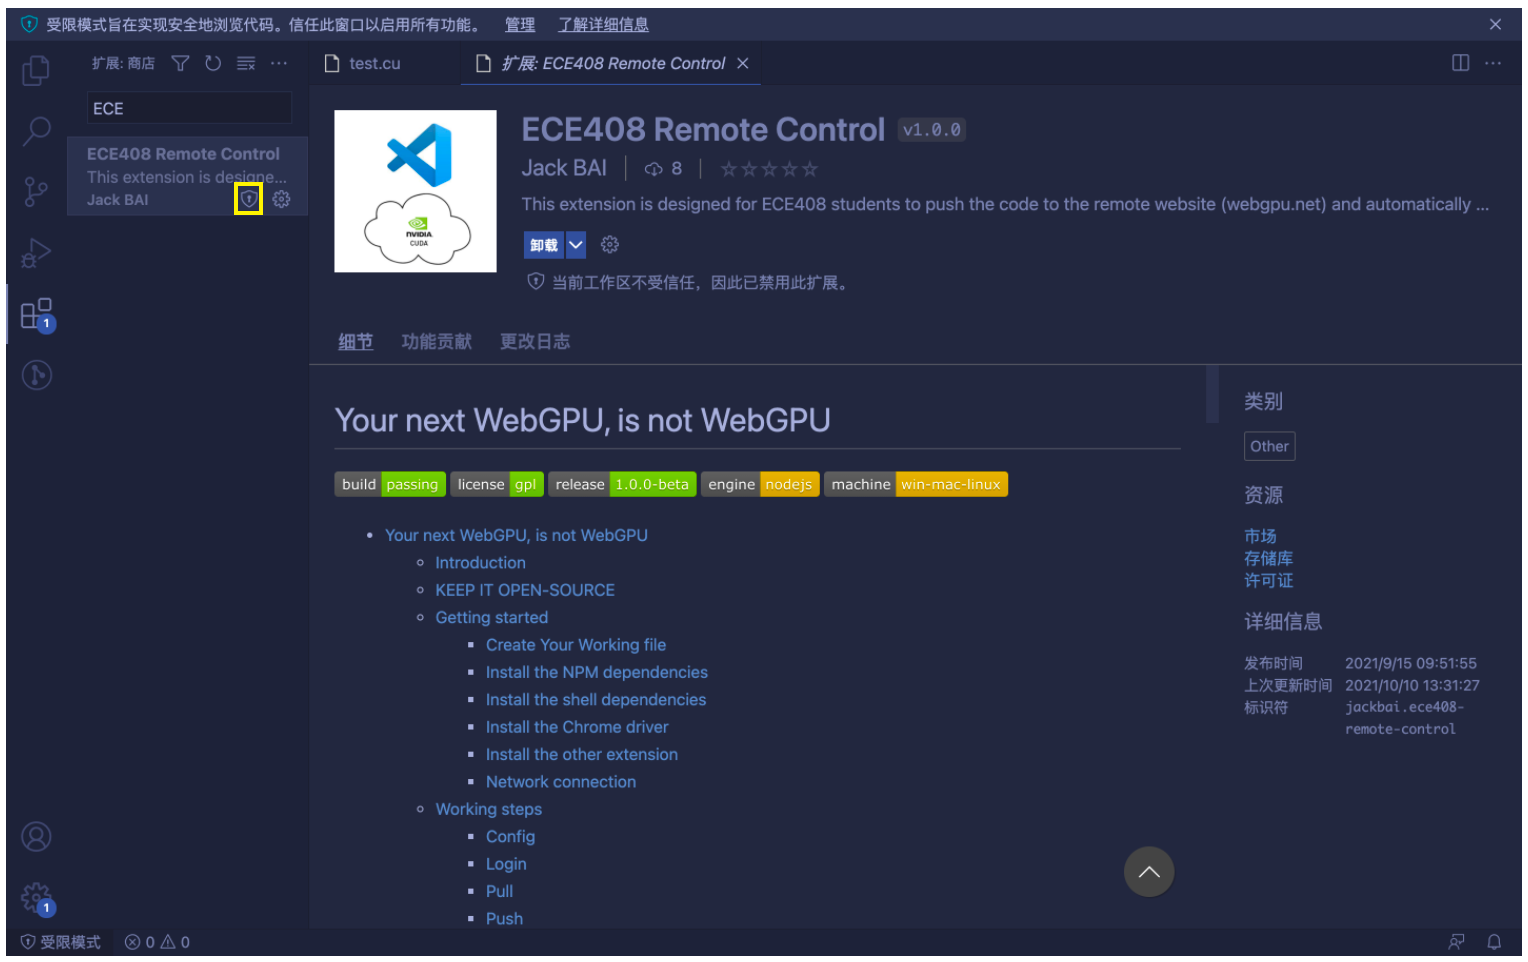 受限模式旨在实现安全地浏览代码。信任此窗口以启用所有功能。 管理 了解详细信息
扩展: 商店
test.cu
扩展: ECE408 Remote Control
ECE
ECE408 Remote Control
This extension is designe...
Jack BAI
1
NVIDIA
CUDA
ECE408 Remote Control v1.0.0
Jack BAI 8
This extension is designed for ECE408 students to push the code to the remote website (webgpu.net) and automatically ...
卸载
当前工作区不受信任，因此已禁用此扩展。
细节 功能贡献 更改日志
Your next WebGPU, is not WebGPU
build passing license gpl release 1.0.0-beta engine nodejs machine win-mac-linux
Your next WebGPU, is not WebGPU
Introduction
KEEP IT OPEN-SOURCE
Getting started
Create Your Working file
Install the NPM dependencies
Install the shell dependencies
Install the Chrome driver
Install the other extension
Network connection
Working steps
Config
Login
Pull
Push
类别
Other
资源
市场
存储库
许可证
详细信息
发布时间 2021/9/15 09:51:55
上次更新时间 2021/10/10 13:31:27
标识符 jackbai.ece408-
remote-control
1
受限模式 0 0